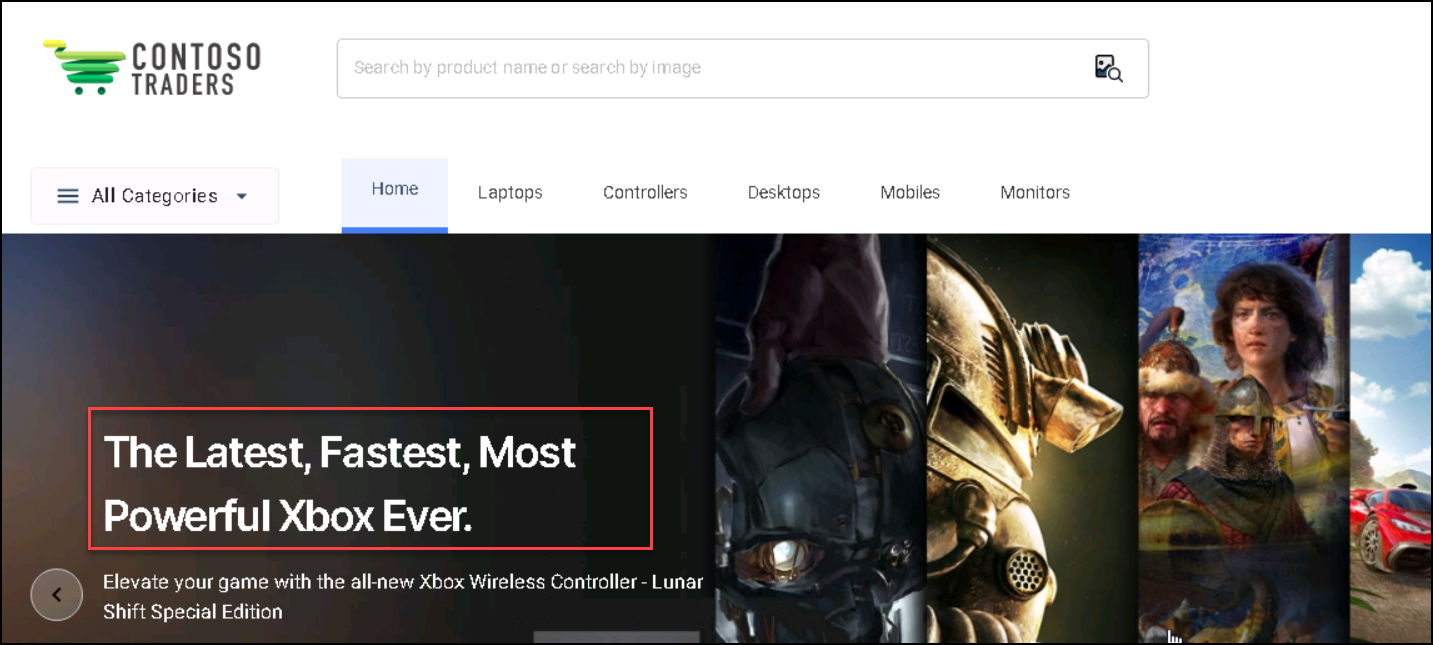 CONTOSO
TRADERS
Search by product name or search by image
All Categories
Home
Laptops
Controllers
Desktops
Mobiles
Monitors
The Latest, Fastest, Most
Powerful Xbox Ever.
Elevate your game with the all-new Xbox Wireless Controller - Lunar
Shift Special Edition